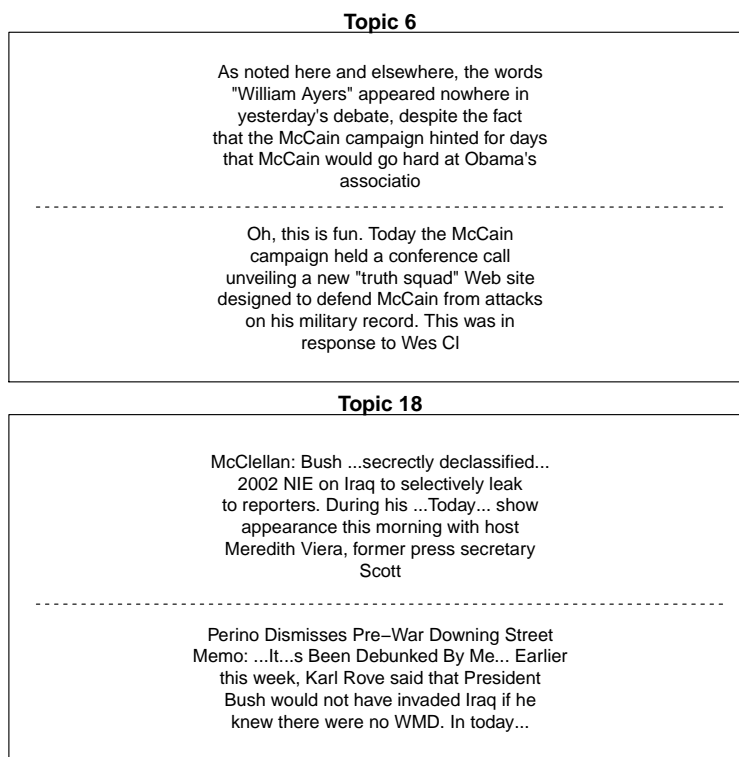 Topic 6
As noted here and elsewhere, the words
"William Ayers" appeared nowhere in
yesterday's debate, despite the fact
that the McCain campaign hinted for days
that McCain would go hard at Obama's
associatio
Oh, this is fun. Today the McCain
campaign held a conference call
unveiling a new "truth squad" Web site
designed to defend McCain from attacks
on his military record. This was in
response to Wes Cl
Topic 18
McClellan: Bush ...secrectly declassified...
2002 NIE on Iraq to selectively leak
to reporters. During his ...Today... show
appearance this morning with host
Meredith Viera, former press secretary
Scott
Perino Dismisses Pre−War Downing Street
Memo: ...It...s Been Debunked By Me... Earlier
this week, Karl Rove said that President
Bush would not have invaded Iraq if he
knew there were no WMD. In today...